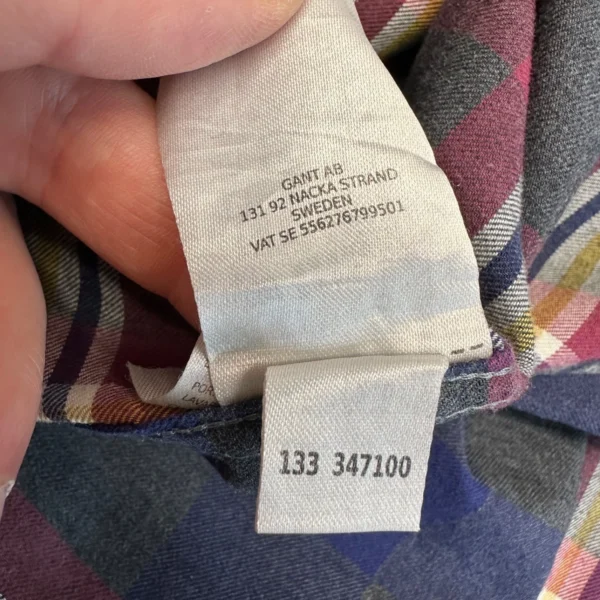 GANT AB
131 92 NACKA STRAND
SWEDEN
VAT SE 556276799501
133 347100